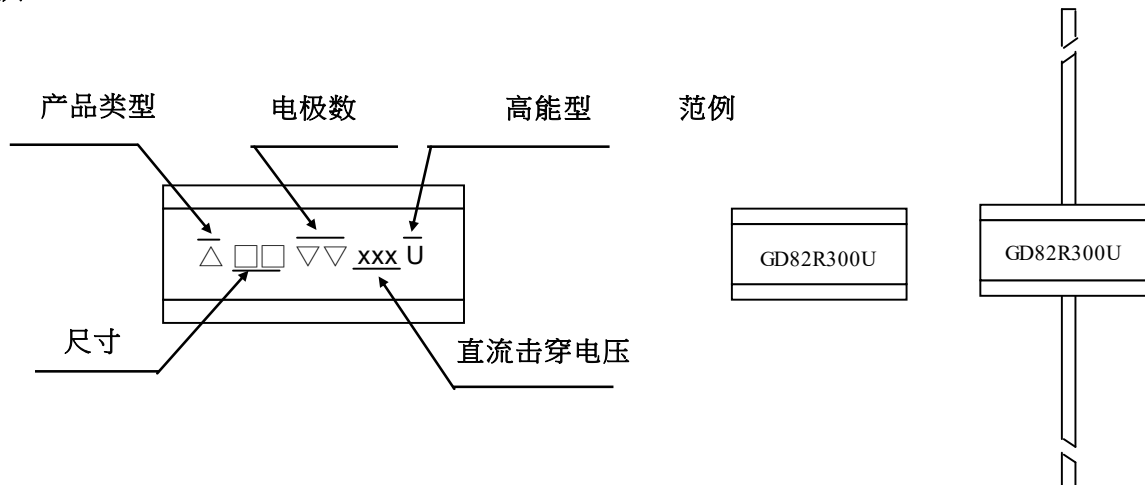 产品类型 电极数 高能型 范例
△ □□ ▽▽ xxx U
GD82R300U GD82R300U
尺寸 直流击穿电压